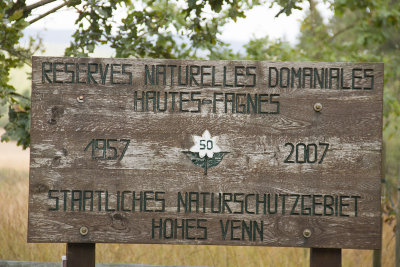 RESERVES NATURELLES DOMANIALES
HAUTES-FAGNES
1957 50 2007
STAATLICHES NATURSCHUTZGEBIET
HOHES VENN